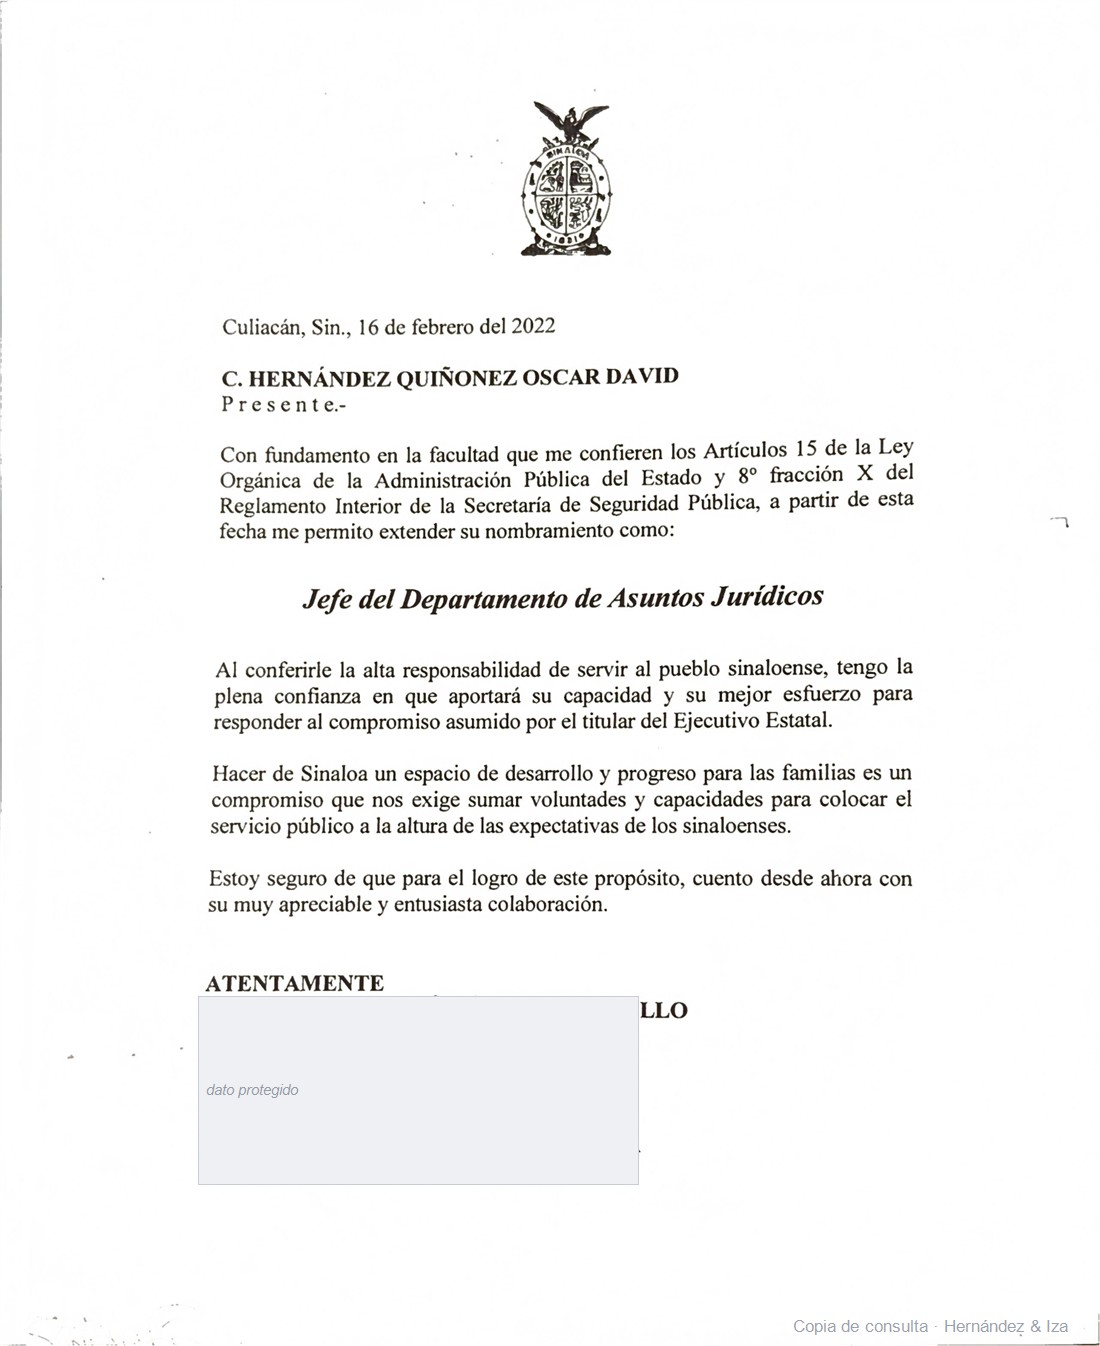 SINALOA
1831
Culiacán, Sin., 16 de febrero del 2022
C. HERNÁNDEZ QUIÑONEZ OSCAR DAVID
P r e s e n t e.-
Con fundamento en la facultad que me confieren los Artículos 15 de la Ley
Orgánica de la Administración Pública del Estado y 8º fracción X del
Reglamento Interior de la Secretaría de Seguridad Pública, a partir de esta
fecha me permito extender su nombramiento como:
Jefe del Departamento de Asuntos Jurídicos
Al conferirle la alta responsabilidad de servir al pueblo sinaloense, tengo la
plena confianza en que aportará su capacidad y su mejor esfuerzo para
responder al compromiso asumido por el titular del Ejecutivo Estatal.
Hacer de Sinaloa un espacio de desarrollo y progreso para las familias es un
compromiso que nos exige sumar voluntades y capacidades para colocar el
servicio público a la altura de las expectativas de los sinaloenses.
Estoy seguro de que para el logro de este propósito, cuento desde ahora con
su muy apreciable y entusiasta colaboración.
ATENTAMENTE
LLO
dato protegido
Copia de consulta · Hernández & Iza